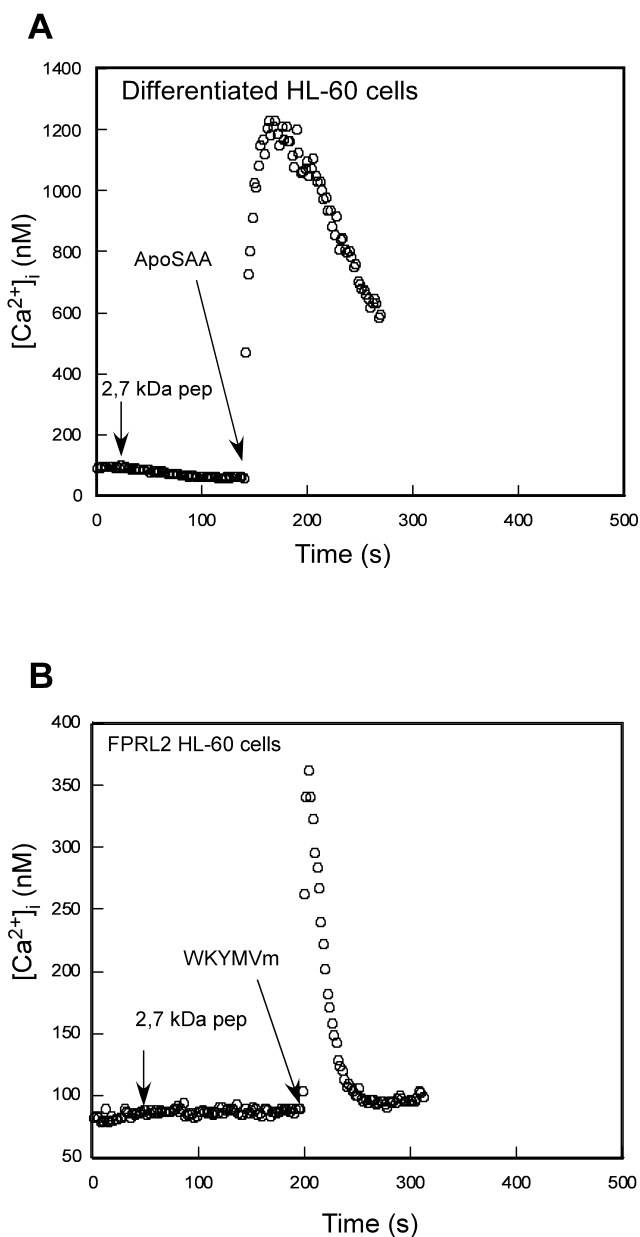 A
Differentiated HL-60 cells
1400
1200
1000
800
600
400
200
0
[Ca2+]i (nM)
ApoSAA
2,7 kDa pep
0 100 200 300 400 500
Time (s)
B
FPRL2 HL-60 cells
400
350
300
250
200
150
100
50
[Ca2+]i (nM)
WKYMVm
2,7 kDa pep
0 100 200 300 400 500
Time (s)